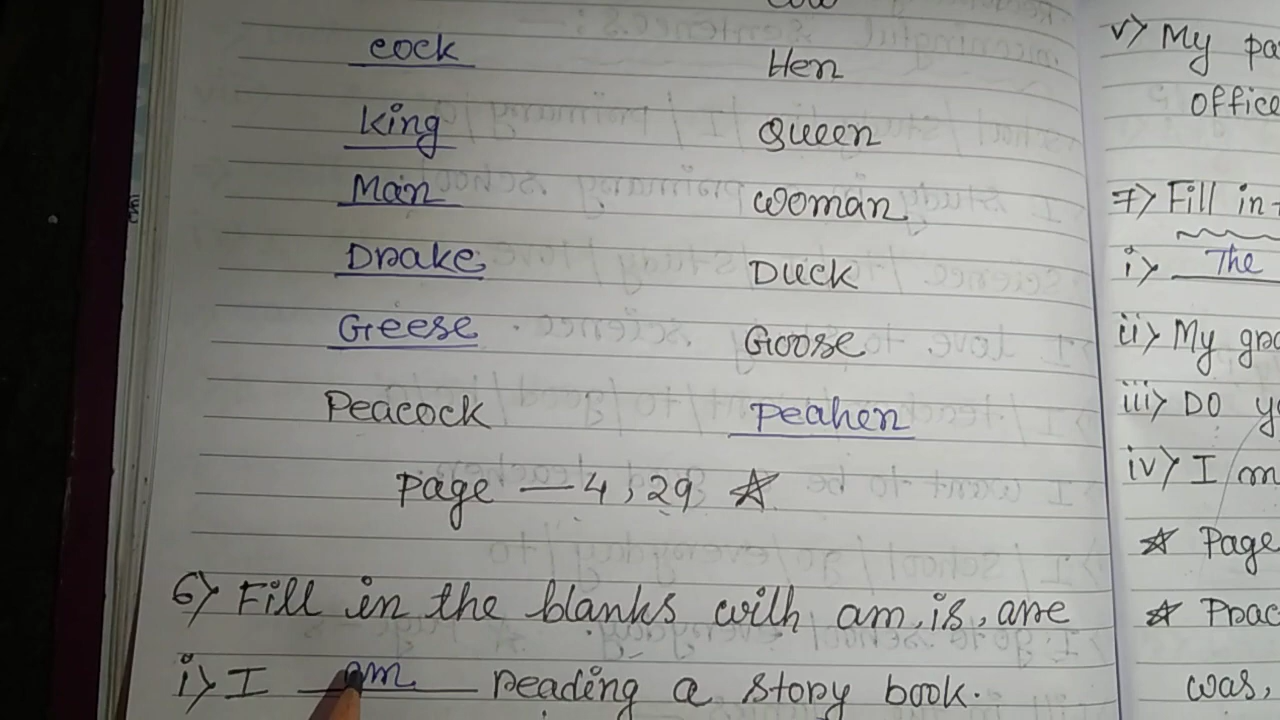 cock Hen
King Queen
Man woman
Drake Duck
Greese Goose
Peacock Peahen
Page — 4, 29 ☆
6) Fill in the blanks with am, is, are
i) I am reading a story book.
v) My
office
7) Fill in
i) The
ii) My
iii) Do
iv) I
☆ Page
☆
was,